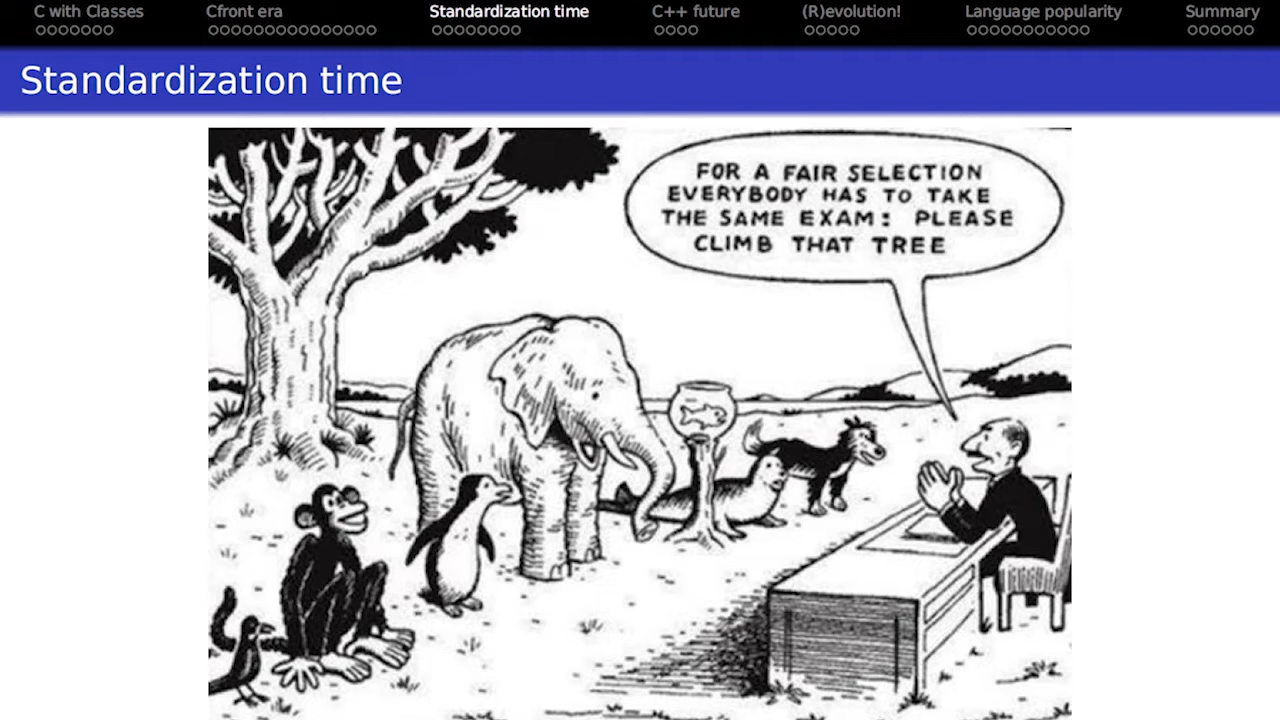 C with Classes Cfront era Standardization time C++ future (R)evolution! Language popularity Summary
Standardization time
FOR A FAIR SELECTION
EVERYBODY HAS TO TAKE
THE SAME EXAM: PLEASE
CLIMB THAT TREE